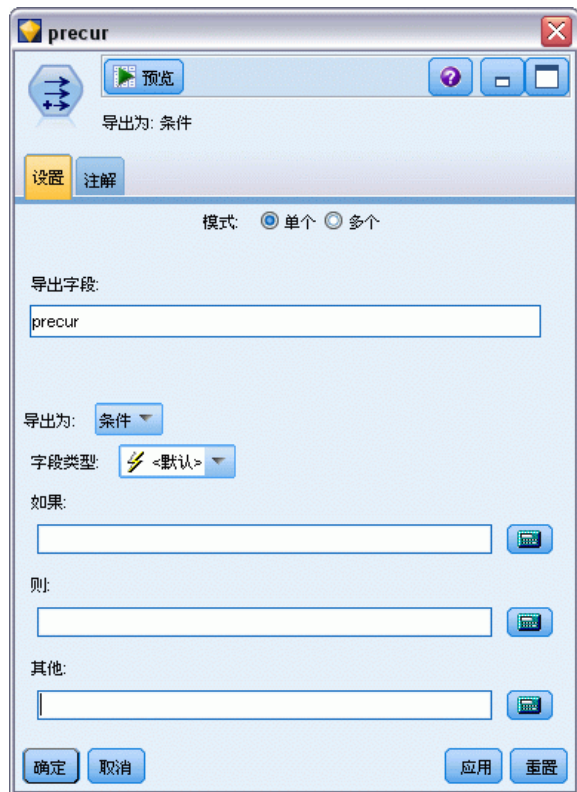 precur
预览
导出为: 条件
设置 注解
模式: 单个 多个
导出字段:
precur
导出为: 条件
字段类型: <默认>
如果:
则:
其他:
确定 取消 应用 重置